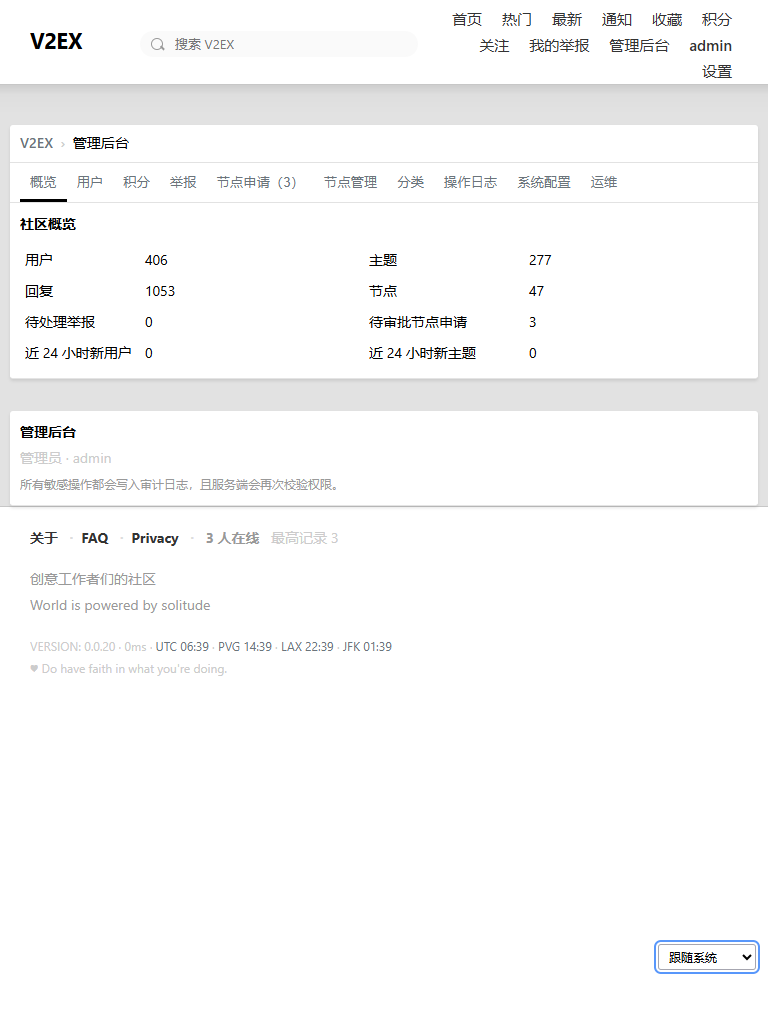 V2EX
搜索 V2EX
首页 热门 最新 通知 收藏 积分
关注 我的举报 管理后台 admin
设置
V2EX › 管理后台
概览 用户 积分 举报 节点申请（3） 节点管理 分类 操作日志 系统配置 运维
社区概览
用户 406 主题 277
回复 1053 节点 47
待处理举报 0 待审批节点申请 3
近 24 小时新用户 0 近 24 小时新主题 0
管理后台
管理员 · admin
所有敏感操作都会写入审计日志，且服务端会再次校验权限。
关于 · FAQ · Privacy · 3 人在线 最高记录 3
创意工作者们的社区
World is powered by solitude
VERSION: 0.0.20 · 0ms · UTC 06:39 · PVG 14:39 · LAX 22:39 · JFK 01:39
♥ Do have faith in what you're doing.
跟随系统